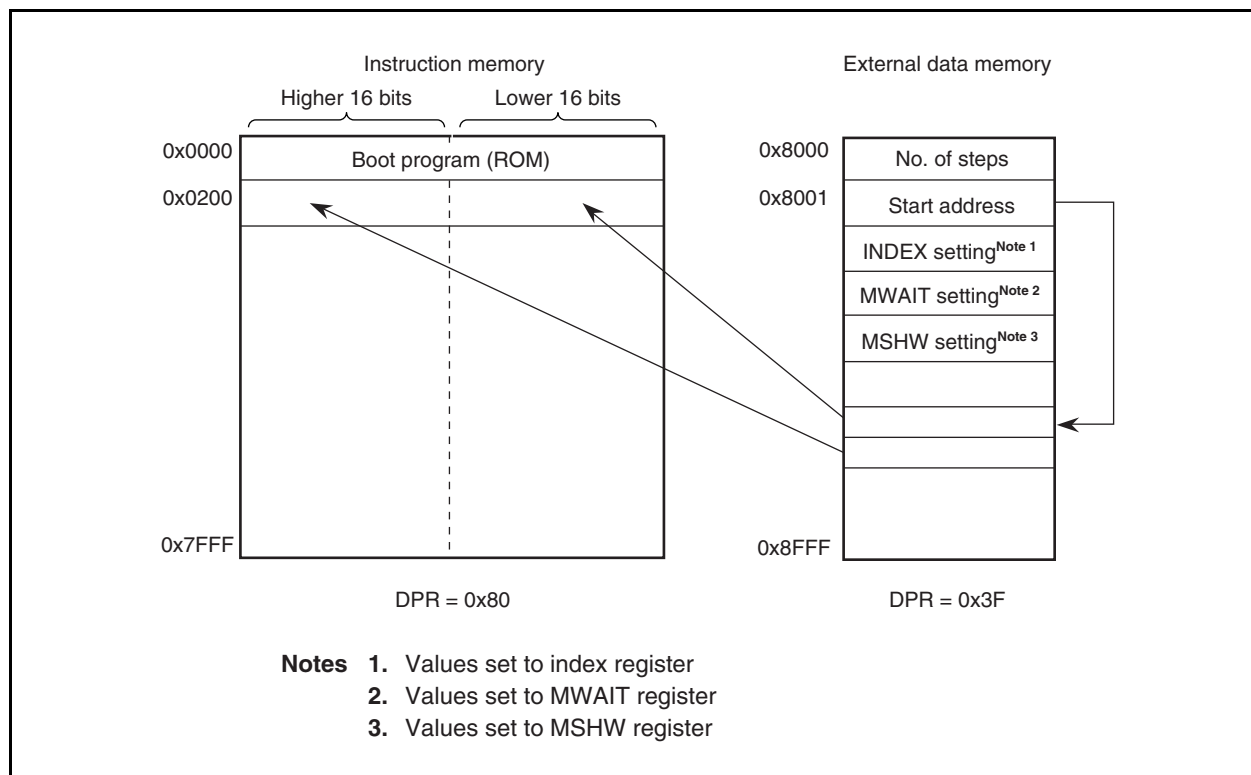 Instruction memory
Higher 16 bits
Lower 16 bits
0x0000
Boot program (ROM)
0x0200
0x7FFF
DPR = 0x80
External data memory
0x8000
No. of steps
0x8001
Start address
INDEX setting Note 1
MWAIT setting Note 2
MSHW setting Note 3
0x8FFF
DPR = 0x3F
Notes 1. Values set to index register
2. Values set to MWAIT register
3. Values set to MSHW register